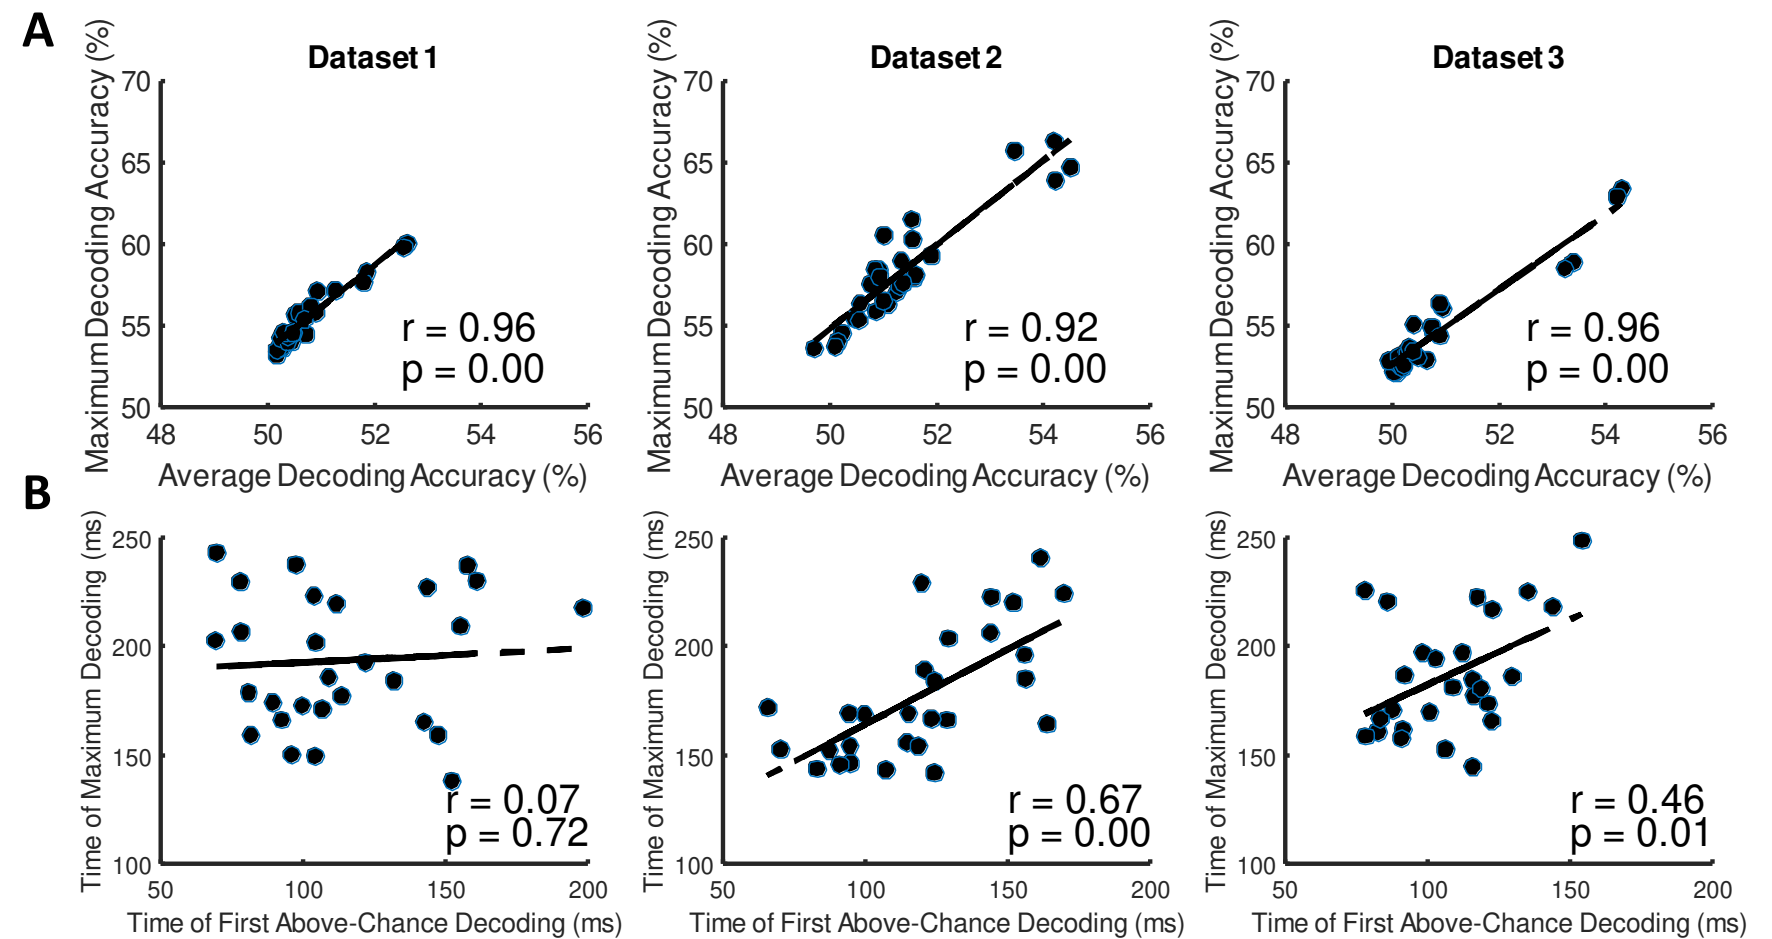 A
Dataset 1
Dataset 2
Dataset 3
Maximum Decoding Accuracy (%)
70
65
60
55
50
48 50 52 54 56
Average Decoding Accuracy (%)
r = 0.96
p = 0.00
Maximum Decoding Accuracy (%)
70
65
60
55
50
48 50 52 54 56
Average Decoding Accuracy (%)
r = 0.92
p = 0.00
Maximum Decoding Accuracy (%)
70
65
60
55
50
48 50 52 54 56
Average Decoding Accuracy (%)
r = 0.96
p = 0.00
B
Time of Maximum Decoding (ms)
250
200
150
100
50 100 150 200
Time of First Above-Chance Decoding (ms)
r = 0.07
p = 0.72
Time of Maximum Decoding (ms)
250
200
150
100
50 100 150 200
Time of First Above-Chance Decoding (ms)
r = 0.67
p = 0.00
Time of Maximum Decoding (ms)
250
200
150
100
50 100 150 200
Time of First Above-Chance Decoding (ms)
r = 0.46
p = 0.01